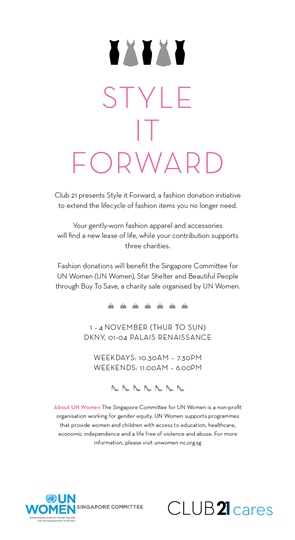 STYLE
IT
FORWARD
Club 21 presents Style it Forward, a fashion donation initiative
to extend the lifecycle of fashion items you no longer need.
Your gently-worn fashion apparel and accessories
will find a new lease of life, while your contribution supports
three charities.
Fashion donations will benefit the Singapore Committee for
UN Women (UN Women), Star Shelter and Beautiful People
through Buy To Save, a charity sale organised by UN Women.
1 – 4 NOVEMBER (THUR TO SUN)
DKNY, 01-04 PALAIS RENAISSANCE
WEEKDAYS: 10.30AM – 7.30PM
WEEKENDS: 11.00AM – 6.00PM
About UN Women The Singapore Committee for UN Women is a non-profit
organisation working for gender equity. UN Women supports programmes
that provide women and children with access to education, healthcare,
economic independence and a life free of violence and abuse. For more
information, please visit unwomen-nc.org.sg
UN
WOMEN SINGAPORE COMMITTEE
CLUB21cares